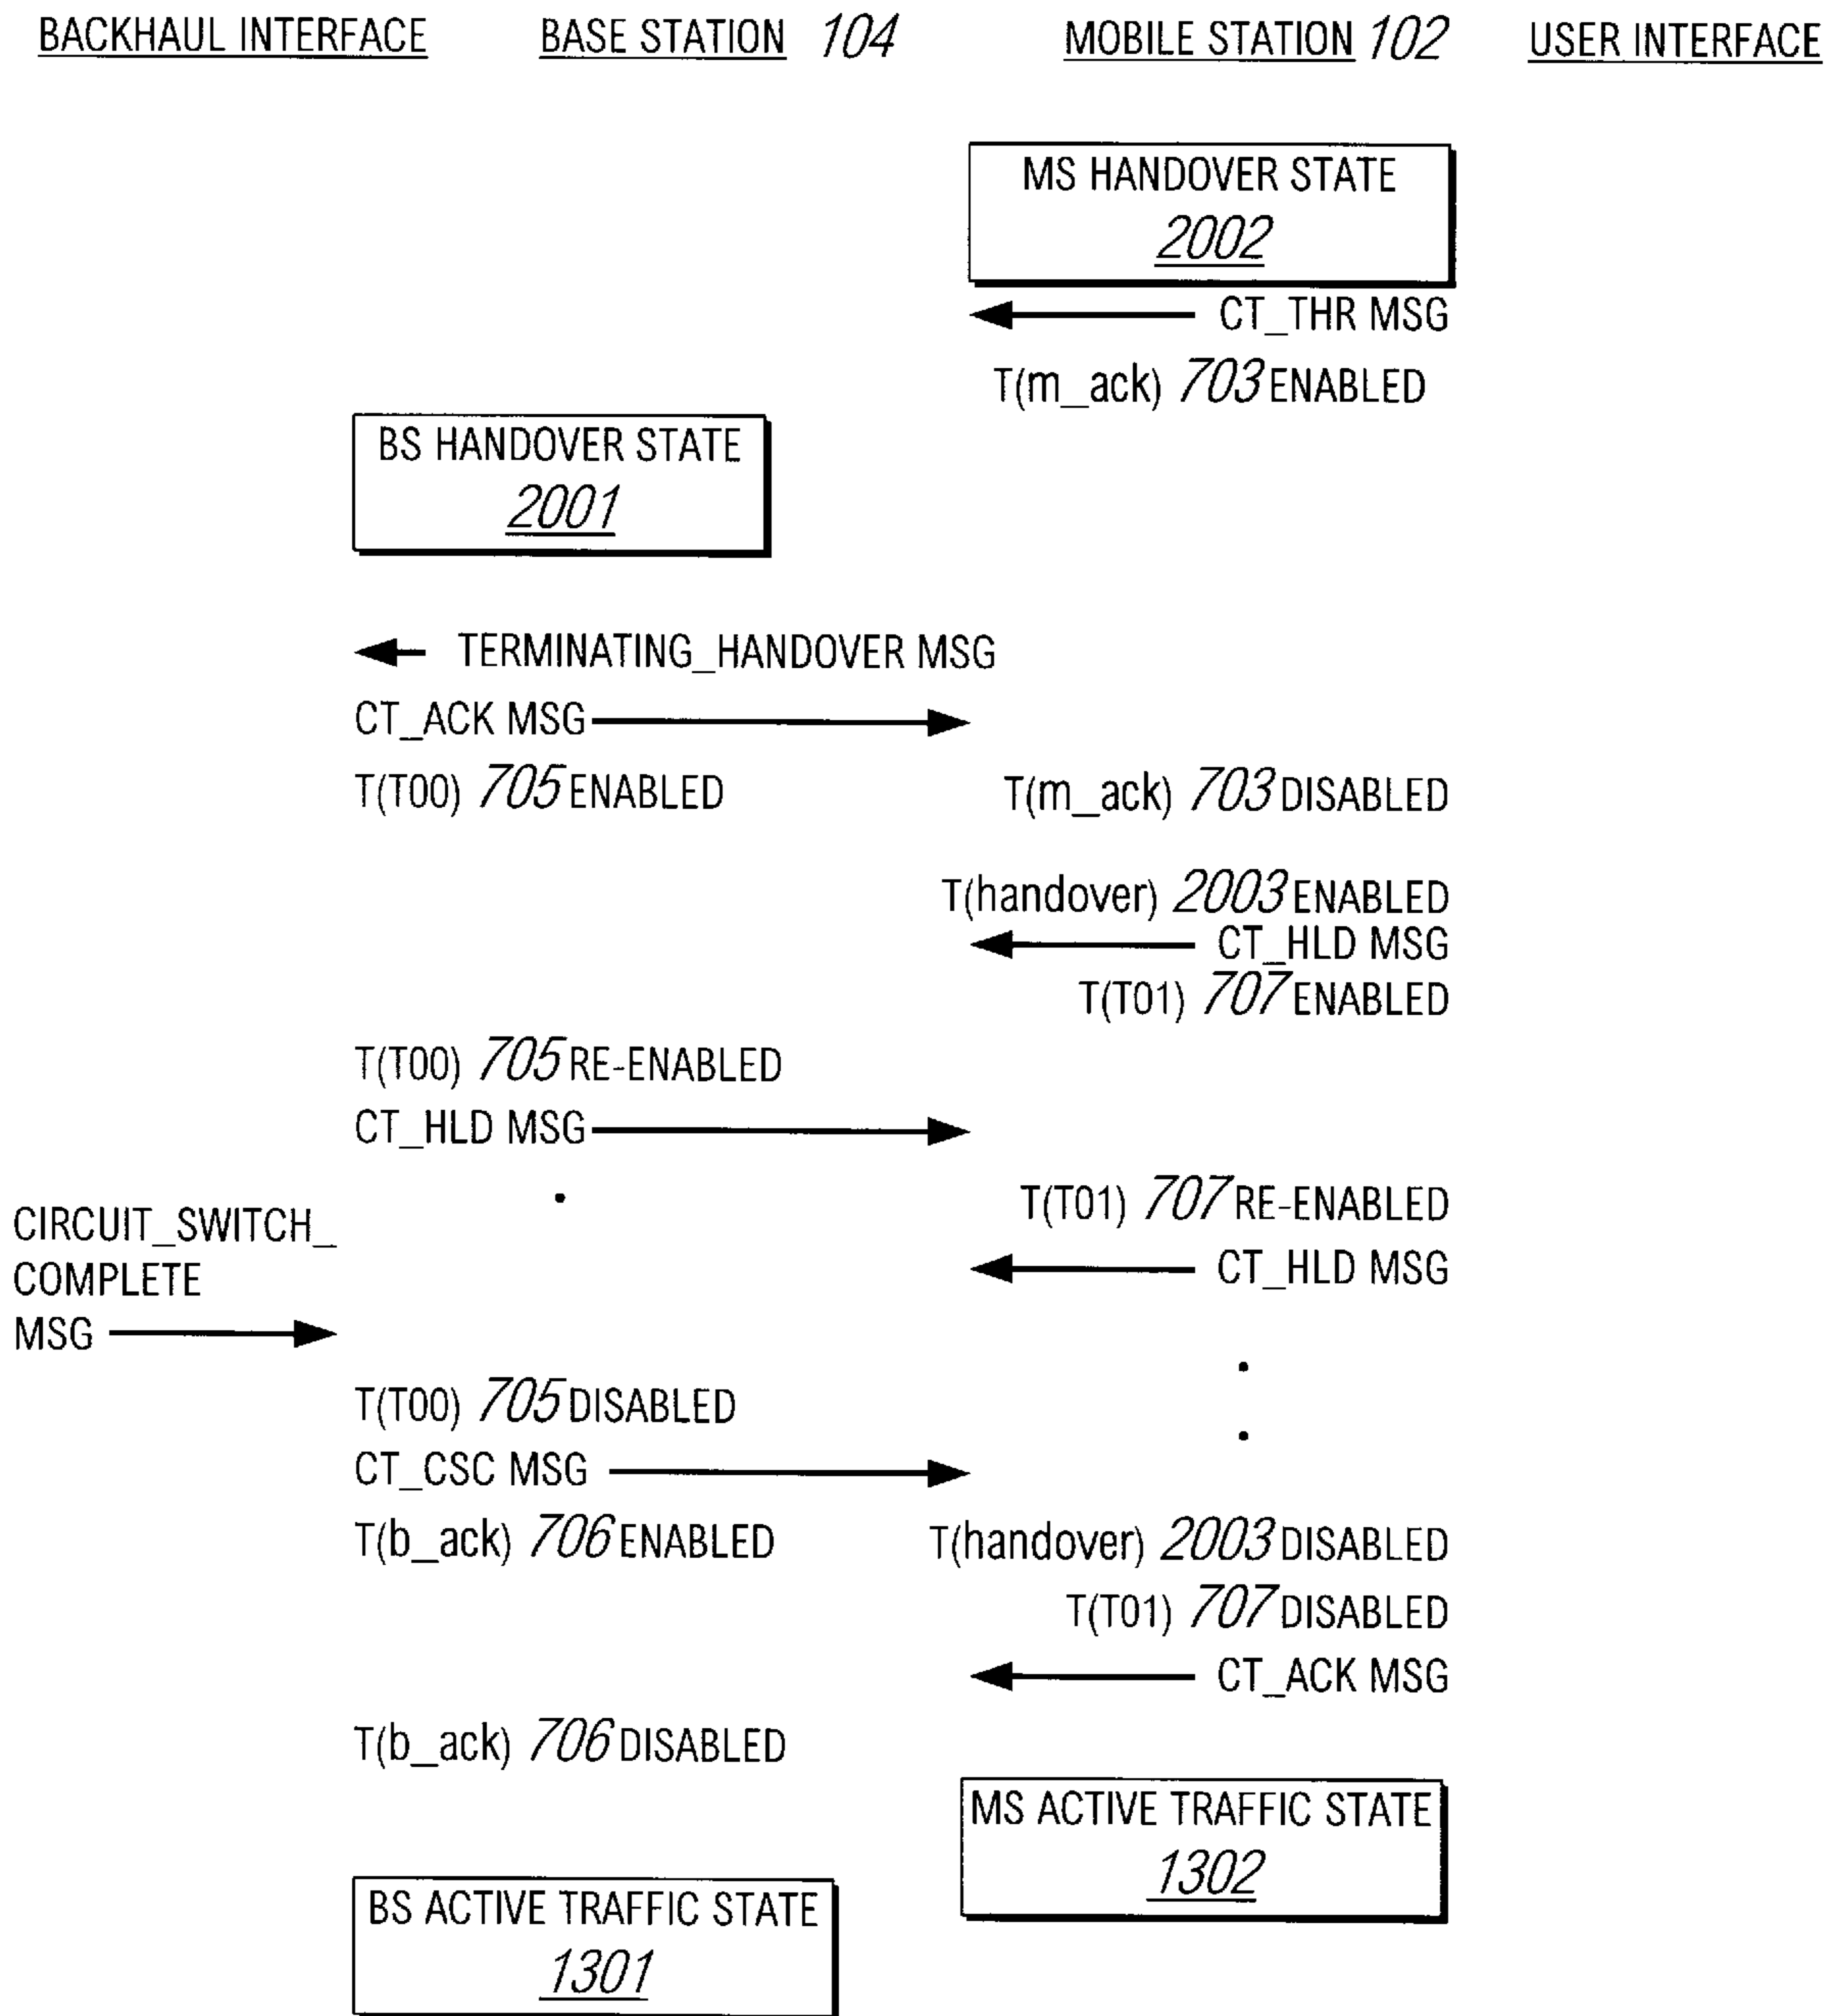 BACKHAUL INTERFACE BASE STATION 104 MOBILE STATION 102 USER INTERFACE
MS HANDOVER STATE
2002
CT_THR MSG
T(m_ack) 703 ENABLED
BS HANDOVER STATE
2001
TERMINATING_HANDOVER MSG
CT_ACK MSG
T(T00) 705 ENABLED T(m_ack) 703 DISABLED
T(handover) 2003 ENABLED
CT_HLD MSG
T(T01) 707 ENABLED
T(T00) 705 RE-ENABLED
CT_HLD MSG
T(T01) 707 RE-ENABLED
CIRCUIT_SWITCH_
COMPLETE
MSG
CT_HLD MSG
T(T00) 705 DISABLED
CT_CSC MSG
T(b_ack) 706 ENABLED T(handover) 2003 DISABLED
T(T01) 707 DISABLED
CT_ACK MSG
T(b_ack) 706 DISABLED
MS ACTIVE TRAFFIC STATE
1302
BS ACTIVE TRAFFIC STATE
1301